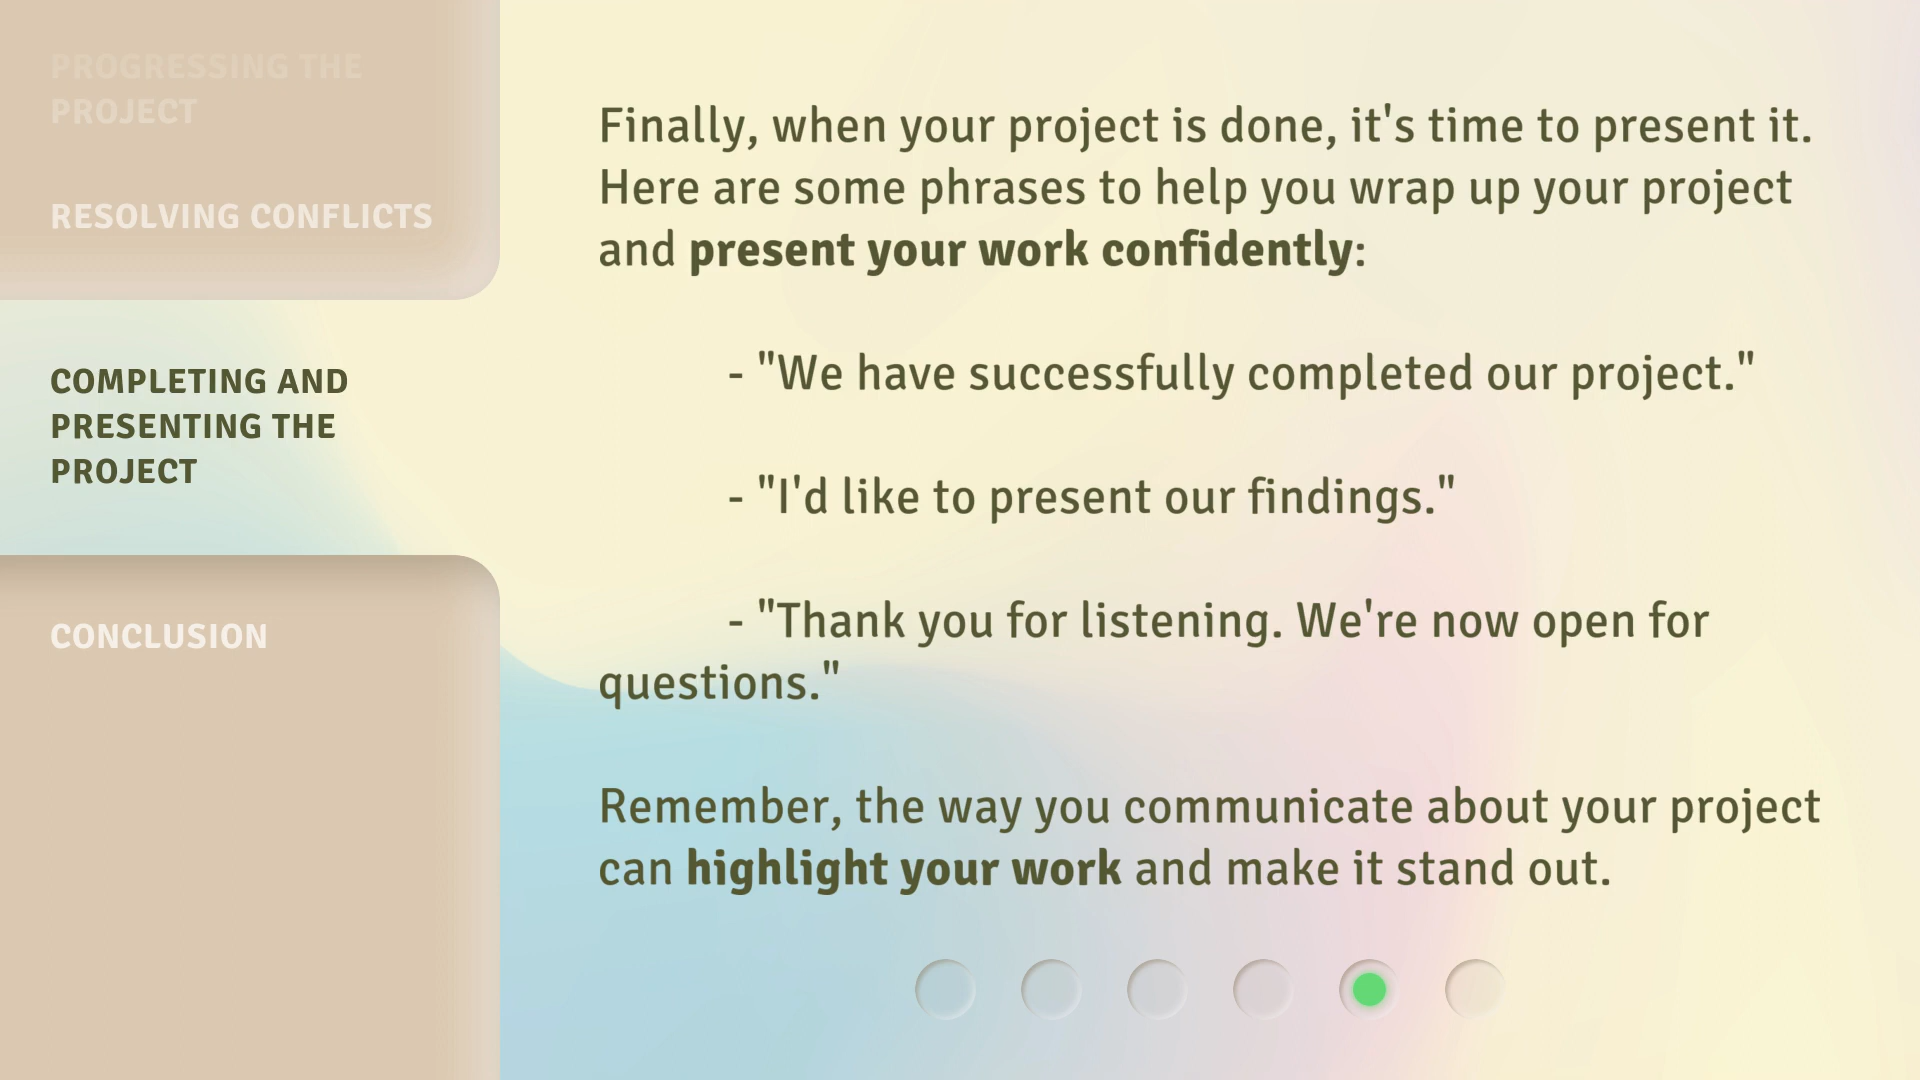 PROGRESSING THE
PROJECT
RESOLVING CONFLICTS
COMPLETING AND
PRESENTING THE
PROJECT
CONCLUSION
Finally, when your project is done, it's time to present it.
Here are some phrases to help you wrap up your project
and present your work confidently:
- "We have successfully completed our project."
- "I'd like to present our findings."
- "Thank you for listening. We're now open for
questions."
Remember, the way you communicate about your project
can highlight your work and make it stand out.